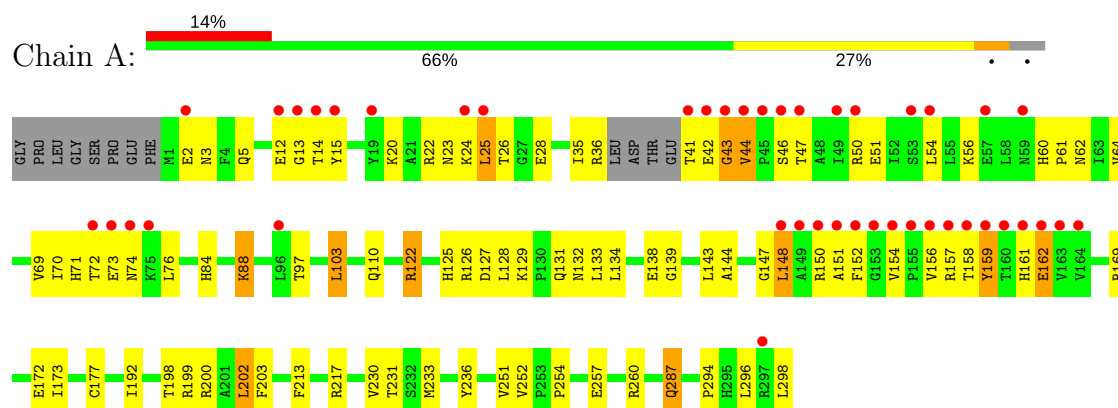 14%
Chain A:
66% 27% • •
GLY PRO LEU GLY SER PRO GLU PHE M1 E2 N3 F4 Q5 E12 G13 T14 Y15 Y19 K20 A21 R22 N23 K24 L25 T26 G27 E28 I35 R36 LEU ASP THR GLU T41 E42 G43 V44 P45 S46 T47 A48 I49 R50 E51 I52 S53 L54 L55 K56 E57 L58 N59 H60 P61 N62 I63 V64
V69 I70 H71 T72 E73 N74 K75 L76 H84 K88 L96 T97 L103 Q110 R122 H125 R126 D127 L128 K129 P130 Q131 N132 L133 L134 E138 G139 L143 A144 G147 L148 A149 R150 A151 F152 G153 V154 P155 V156 R157 T158 Y159 T160 H161 E162 V163 V164 R169
E172 I173 C177 I192 T198 R199 R200 A201 L202 F203 F213 R217 V230 T231 S232 M233 Y236 V251 V252 P253 P254 E257 R260 Q287 P294 H295 L296 R297 L298